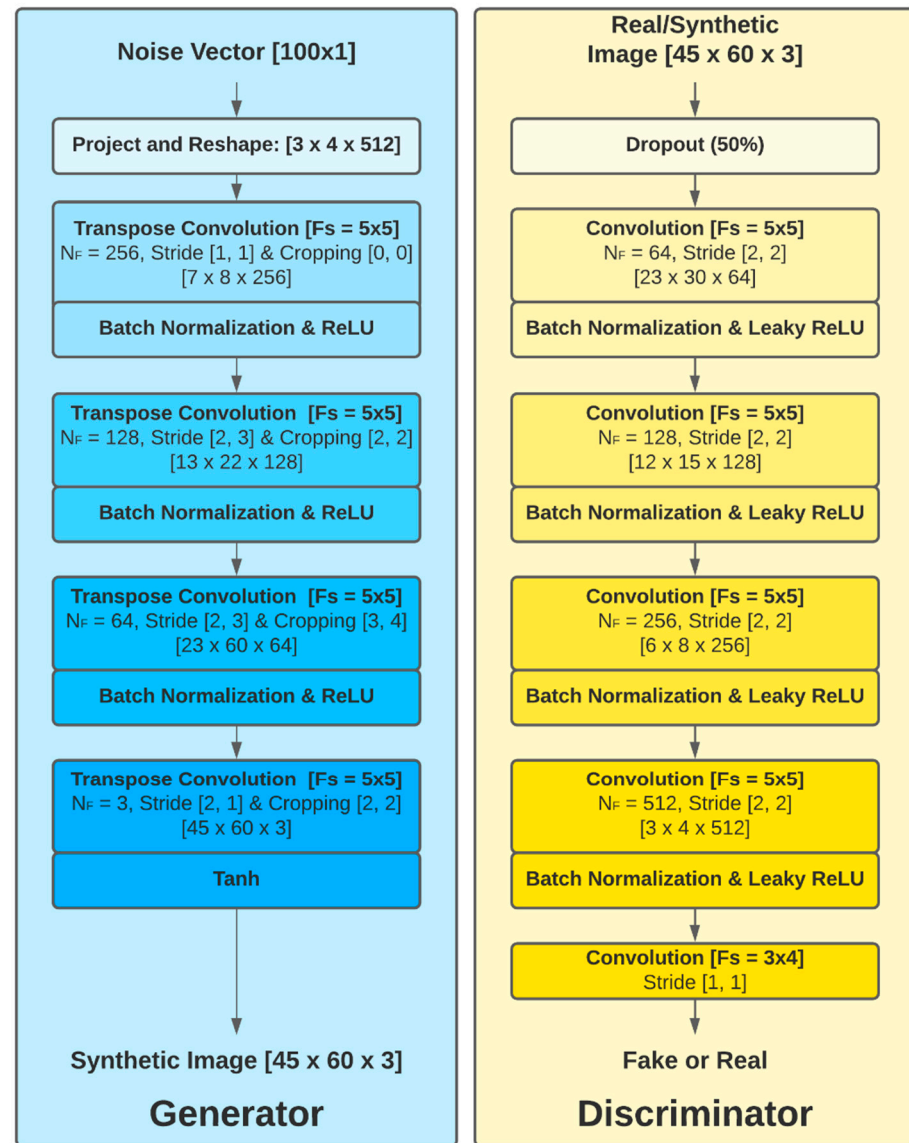 Noise Vector [100x1]
Project and Reshape: [3 x 4 x 512]
Transpose Convolution [Fs = 5x5]
NF = 256, Stride [1, 1] & Cropping [0, 0]
[7 x 8 x 256]
Batch Normalization & ReLU
Transpose Convolution [Fs = 5x5]
NF = 128, Stride [2, 3] & Cropping [2, 2]
[13 x 22 x 128]
Batch Normalization & ReLU
Transpose Convolution [Fs = 5x5]
NF = 64, Stride [2, 3] & Cropping [3, 4]
[23 x 60 x 64]
Batch Normalization & ReLU
Transpose Convolution [Fs = 5x5]
NF = 3, Stride [2, 1] & Cropping [2, 2]
[45 x 60 x 3]
Tanh
Synthetic Image [45 x 60 x 3]
Generator
Real/Synthetic
Image [45 x 60 x 3]
Dropout (50%)
Convolution [Fs = 5x5]
NF = 64, Stride [2, 2]
[23 x 30 x 64]
Batch Normalization & Leaky ReLU
Convolution [Fs = 5x5]
NF = 128, Stride [2, 2]
[12 x 15 x 128]
Batch Normalization & Leaky ReLU
Convolution [Fs = 5x5]
NF = 256, Stride [2, 2]
[6 x 8 x 256]
Batch Normalization & Leaky ReLU
Convolution [Fs = 5x5]
NF = 512, Stride [2, 2]
[3 x 4 x 512]
Batch Normalization & Leaky ReLU
Convolution [Fs = 3x4]
Stride [1, 1]
Fake or Real
Discriminator